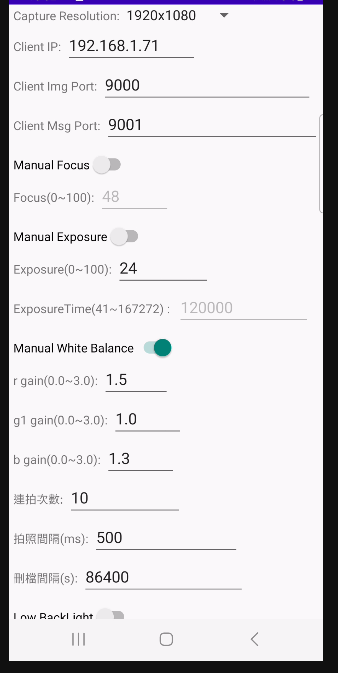 Capture Resolution: 1920x1080
Client IP: 192.168.1.71
Client Img Port: 9000
Client Msg Port: 9001
Manual Focus
Focus(0~100): 48
Manual Exposure
Exposure(0~100): 24
ExposureTime(41~167272) : 120000
Manual White Balance
r gain(0.0~3.0): 1.5
g1 gain(0.0~3.0): 1.0
b gain(0.0~3.0): 1.3
連拍次數: 10
拍照間隔(ms): 500
刪檔間隔(s): 86400
Low BackLight